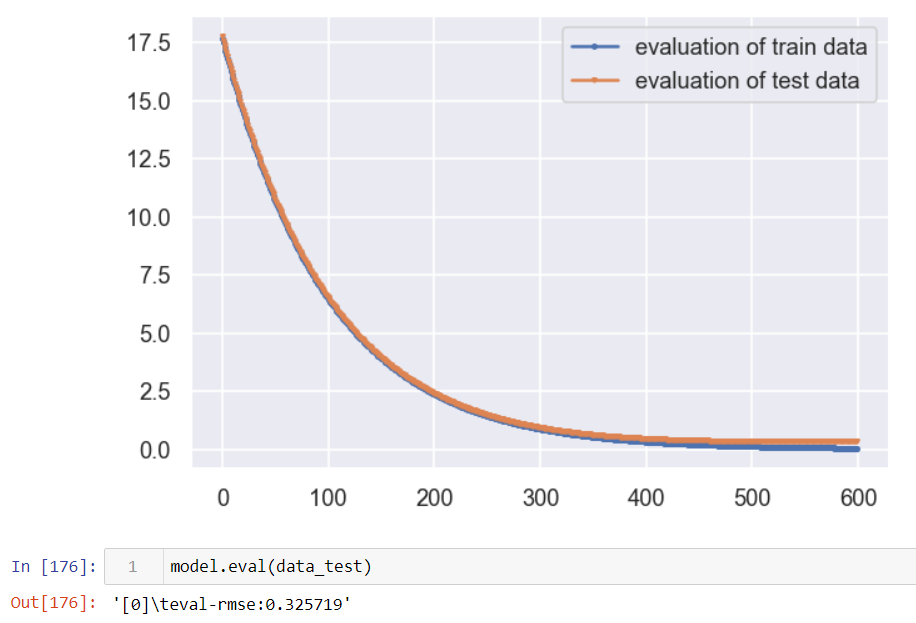 17.5
15.0
12.5
10.0
7.5
5.0
2.5
0.0
evaluation of train data
evaluation of test data
0 100 200 300 400 500 600
In [176]: 1 model.eval(data_test)
Out[176]: '[0]\teval-rmse:0.325719'